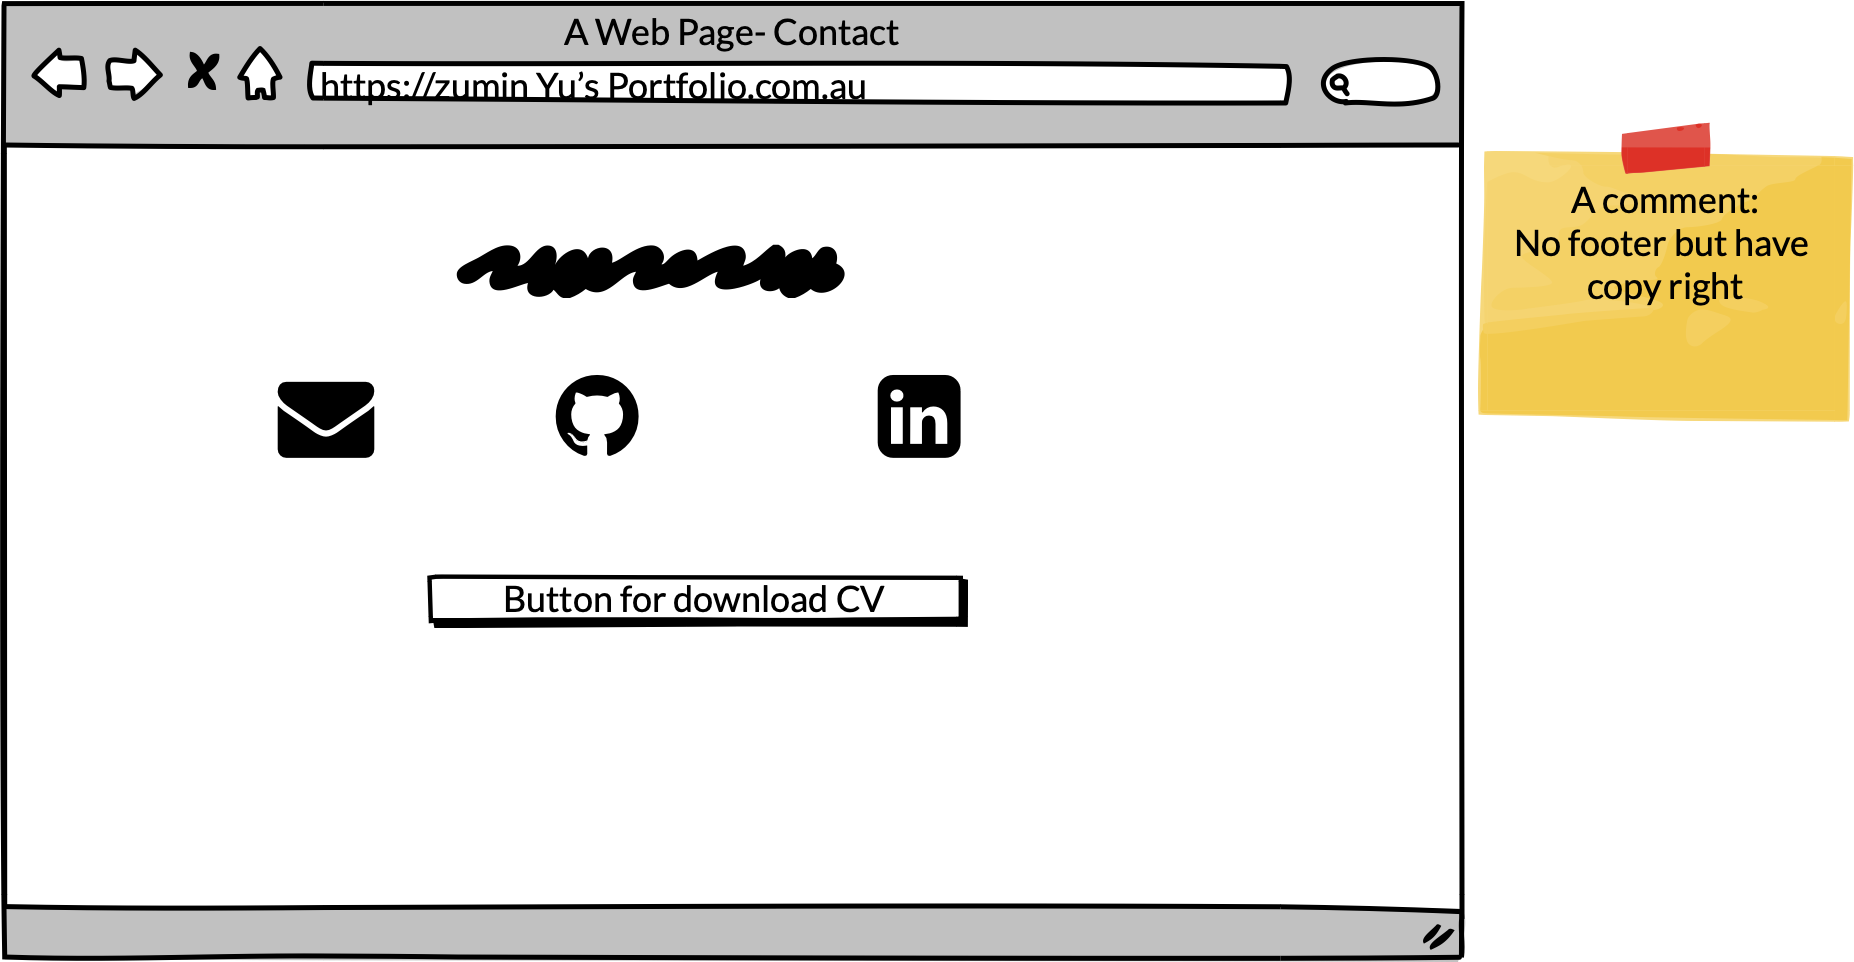 A Web Page- Contact
https://zumin Yu's Portfolio.com.au
A comment:
No footer but have
copy right
in
Button for download CV